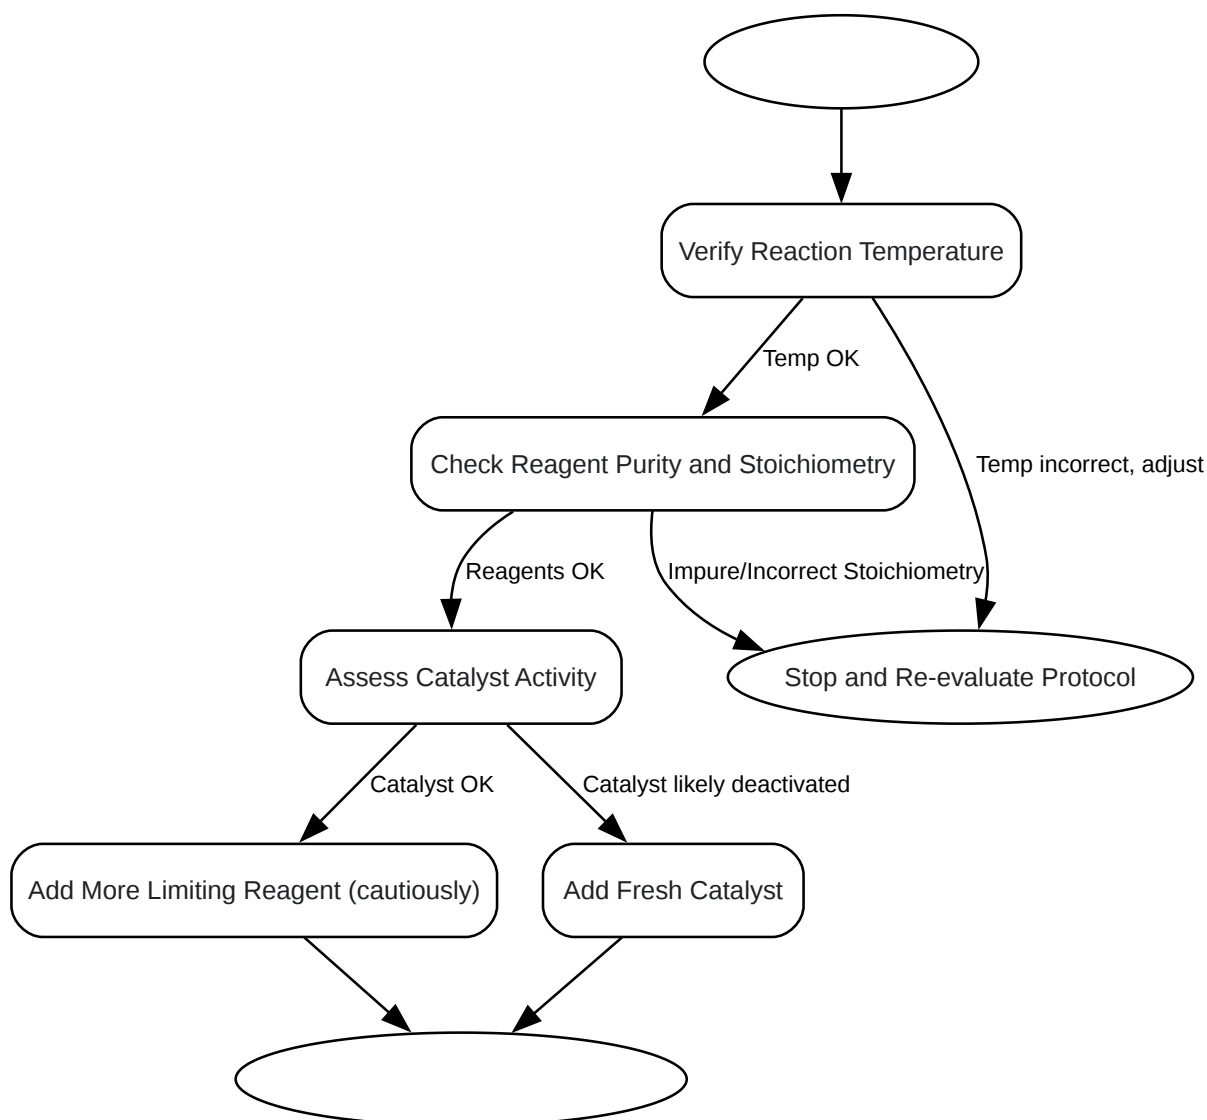 Verify Reaction Temperature
Temp OK
Check Reagent Purity and Stoichiometry
Temp incorrect, adjust
Reagents OK
Impure/Incorrect Stoichiometry
Assess Catalyst Activity
Stop and Re-evaluate Protocol
Catalyst OK
Catalyst likely deactivated
Add More Limiting Reagent (cautiously)
Add Fresh Catalyst